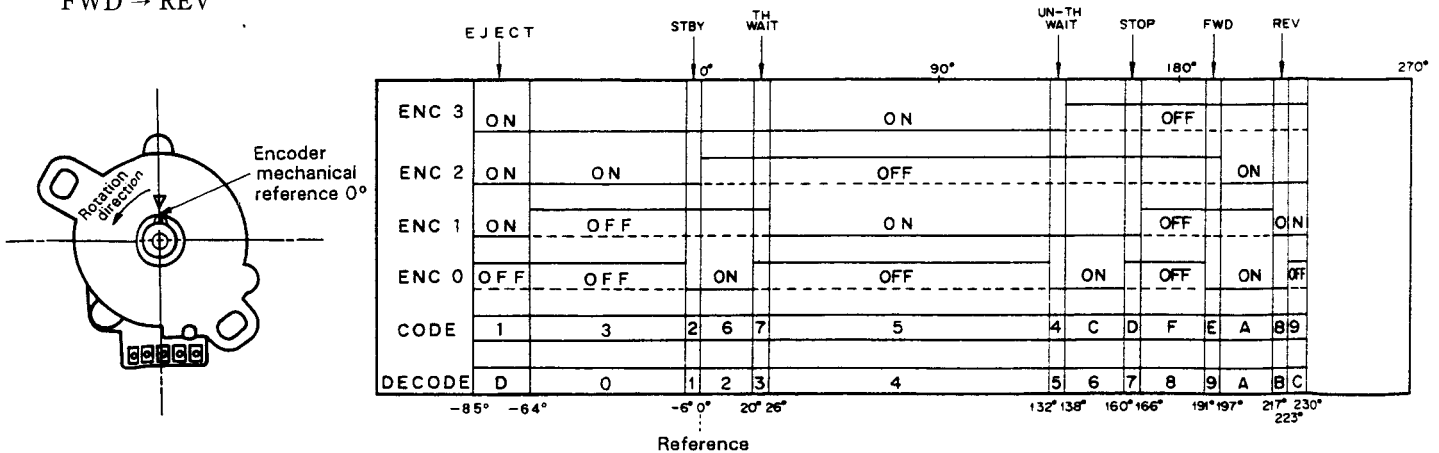 FWD → REV
EJECT
STBY
TH WAIT
UN-TH WAIT
STOP
FWD
REV
0° 90° 180° 270°
Encoder mechanical reference 0°
Rotation direction
ENC 3 ON ON OFF
ENC 2 ON ON OFF ON
ENC 1 ON OFF ON OFF ON
ENC 0 OFF OFF ON OFF ON OFF ON OFF
CODE 1 3 2 6 7 5 4 C D F E A 8 9
DECODE D 0 1 2 3 4 5 6 7 8 9 A B C
-85° -64° -6° 0° 20° 26° 132° 138° 160° 166° 191° 197° 217° 230°
223°
Reference